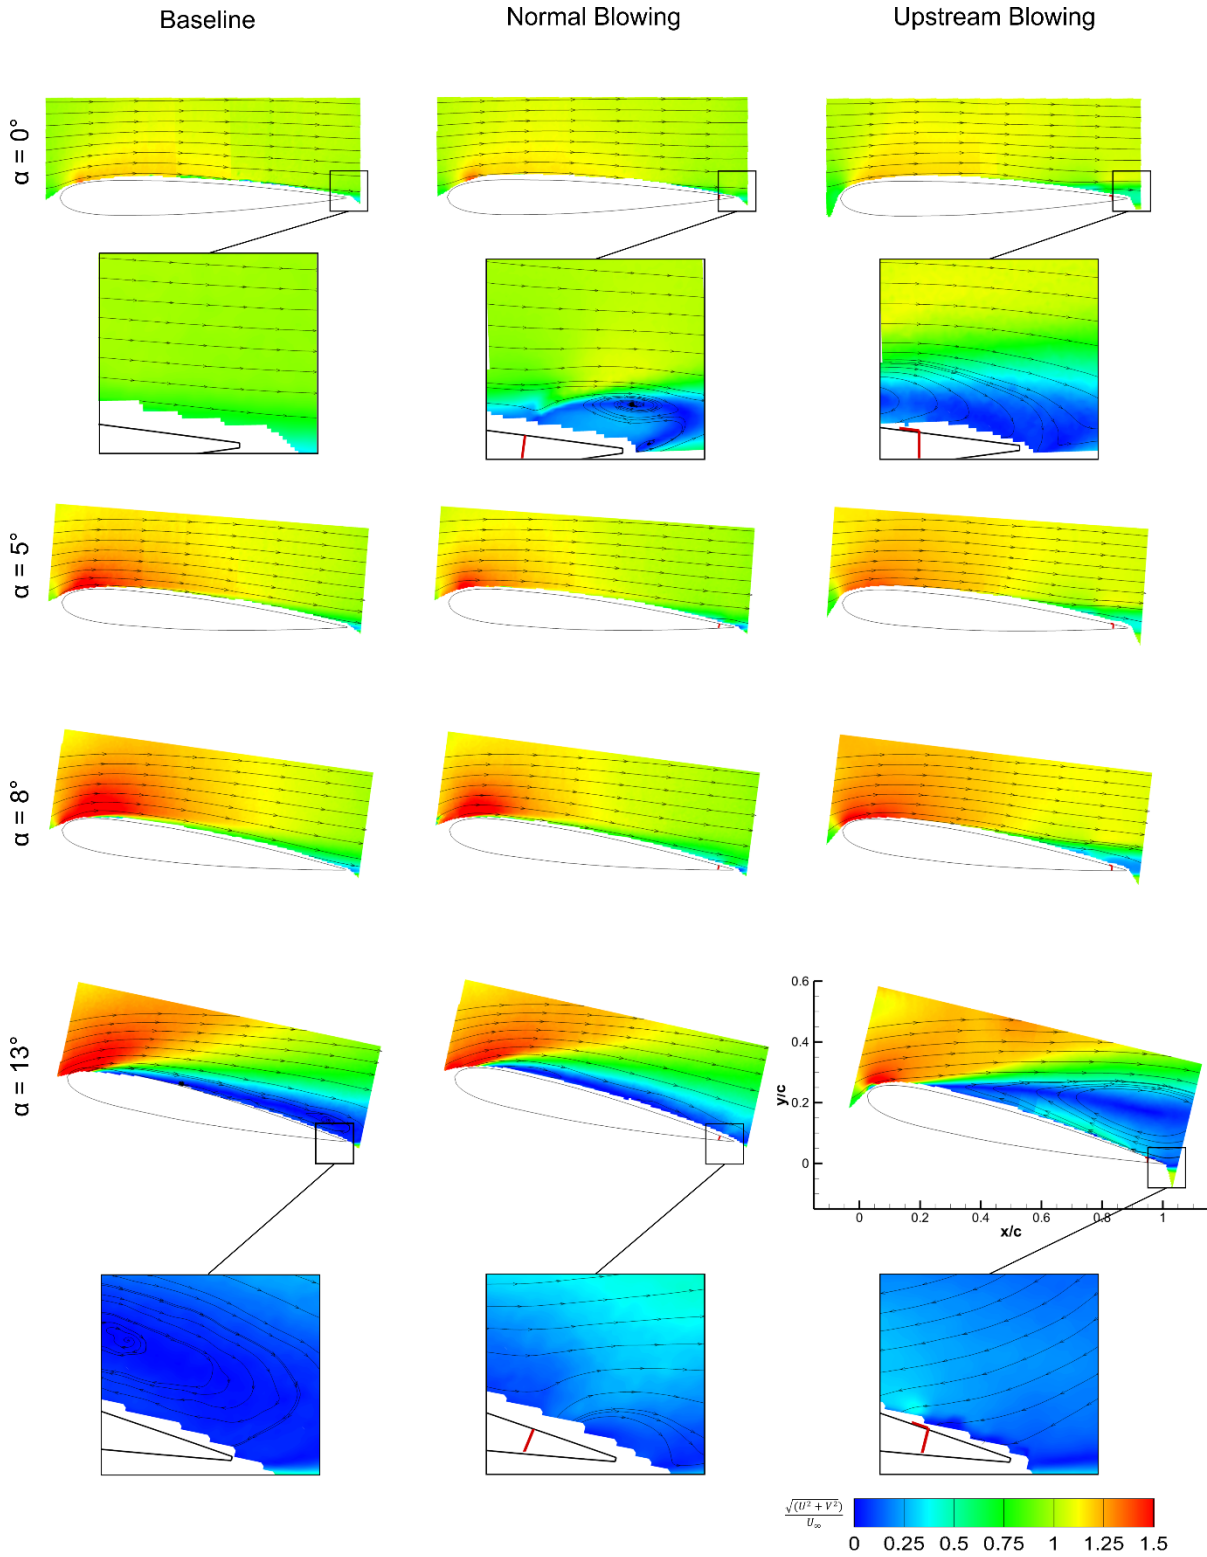 Baseline Normal Blowing Upstream Blowing
α = 0°
α = 5°
α = 8°
α = 13°
0.6
0.4
y/c
0.2
0
0 0.2 0.4 0.6 0.8 1
x/c
√(U² + V²)
U∞
0 0.25 0.5 0.75 1 1.25 1.5